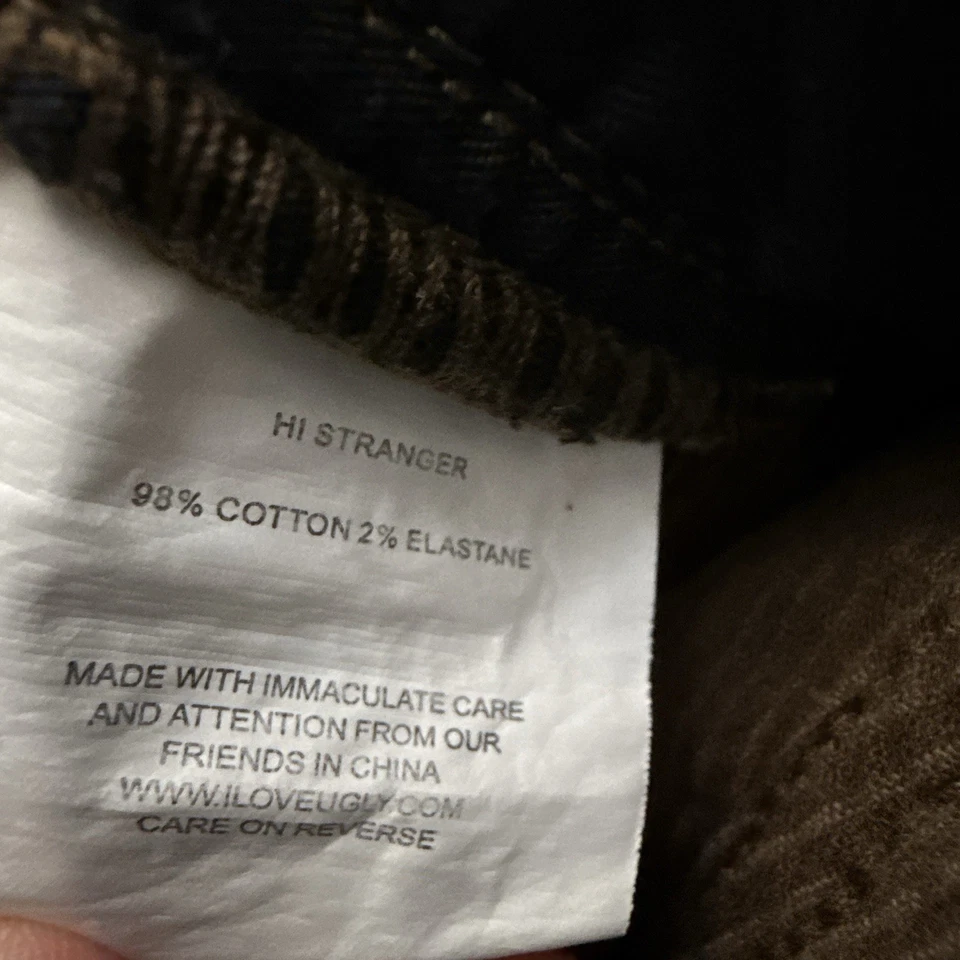 HI STRANGER
98% COTTON 2% ELASTANE
MADE WITH IMMACULATE CARE
AND ATTENTION FROM OUR
FRIENDS IN CHINA
WWW.ILOVEUGLY.COM
CARE ON REVERSE